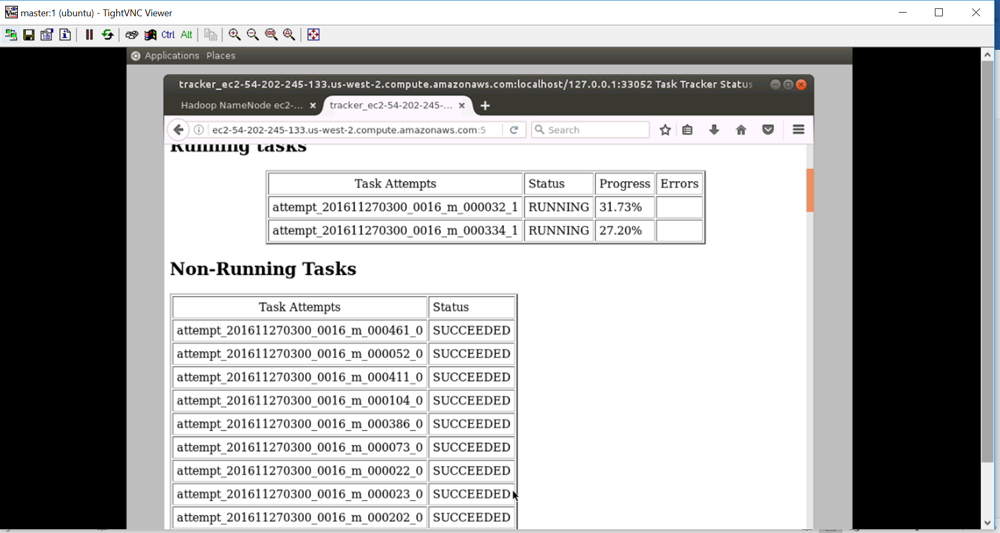 master:1 (ubuntu) - TightVNC Viewer
Ctrl Alt
Applications Places
tracker_ec2-54-202-245-133.us-west-2.compute.amazonaws.com:localhost/127.0.0.1:33052 Task Tracker Status
Hadoop NameNode ec2-... tracker_ec2-54-202-245-...
ec2-54-202-245-133.us-west-2.compute.amazonaws.com:5 Search
Running tasks
Task Attempts Status Progress Errors
attempt_201611270300_0016_m_000032_1 RUNNING 31.73%
attempt_201611270300_0016_m_000334_1 RUNNING 27.20%
Non-Running Tasks
Task Attempts Status
attempt_201611270300_0016_m_000461_0 SUCCEEDED
attempt_201611270300_0016_m_000052_0 SUCCEEDED
attempt_201611270300_0016_m_000411_0 SUCCEEDED
attempt_201611270300_0016_m_000104_0 SUCCEEDED
attempt_201611270300_0016_m_000386_0 SUCCEEDED
attempt_201611270300_0016_m_000073_0 SUCCEEDED
attempt_201611270300_0016_m_000022_0 SUCCEEDED
attempt_201611270300_0016_m_000023_0 SUCCEEDED
attempt_201611270300_0016_m_000202_0 SUCCEEDED